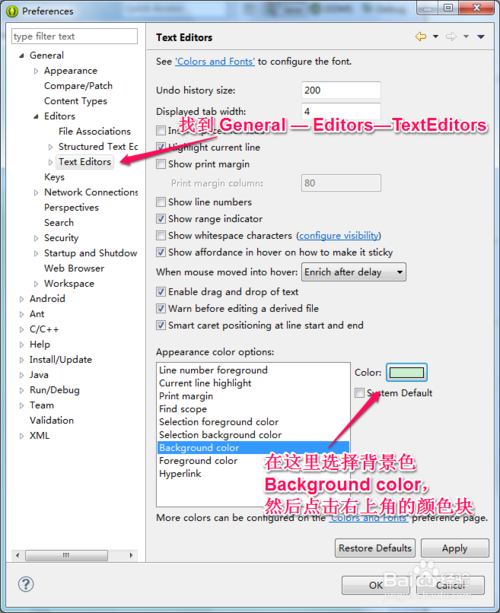 Preferences
type filter text
General
Appearance
Compare/Patch
Content Types
Editors
File Associations
Structured Text Ec
Text Editors
Keys
Network Connections
Perspectives
Search
Security
Startup and Shutdow
Web Browser
Workspace
Android
Ant
C/C++
Help
Install/Update
Java
Run/Debug
Team
Validation
XML
Text Editors
See 'Colors and Fonts' to configure the font.
Undo history size:
200
Displayed tab width:
4
找到 General — Editors—TextEditors
Highlight current line
Show print margin
Print margin column:
80
Show line numbers
Show range indicator
Show whitespace characters (configure visibility)
Show affordance in hover on how to make it sticky
When mouse moved into hover:
Enrich after delay
Enable drag and drop of text
Warn before editing a derived file
Smart caret positioning at line start and end
Appearance color options:
Line number foreground
Current line highlight
Print margin
Find scope
Selection foreground color
Selection background color
Background color
Foreground color
Hyperlink
Color:
System Default
在这里选择背景色
Background color，
然后点击右上角的颜色块
More colors can be configured on the 'Colors and Fonts' preference page.
Restore Defaults
Apply
OK
Cancel